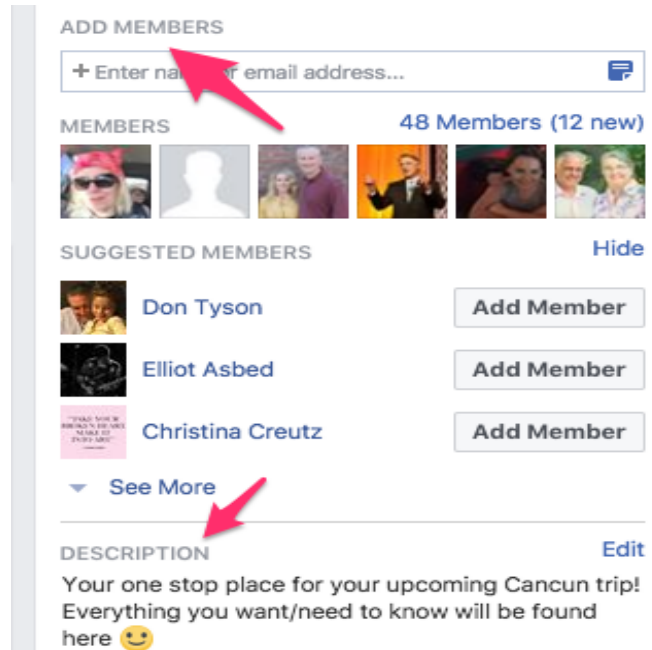 ADD MEMBERS
+ Enter name or email address...
MEMBERS 48 Members (12 new)
SUGGESTED MEMBERS Hide
Don Tyson Add Member
Elliot Asbed Add Member
Christina Creutz Add Member
See More
DESCRIPTION Edit
Your one stop place for your upcoming Cancun trip!
Everything you want/need to know will be found
here 🙂